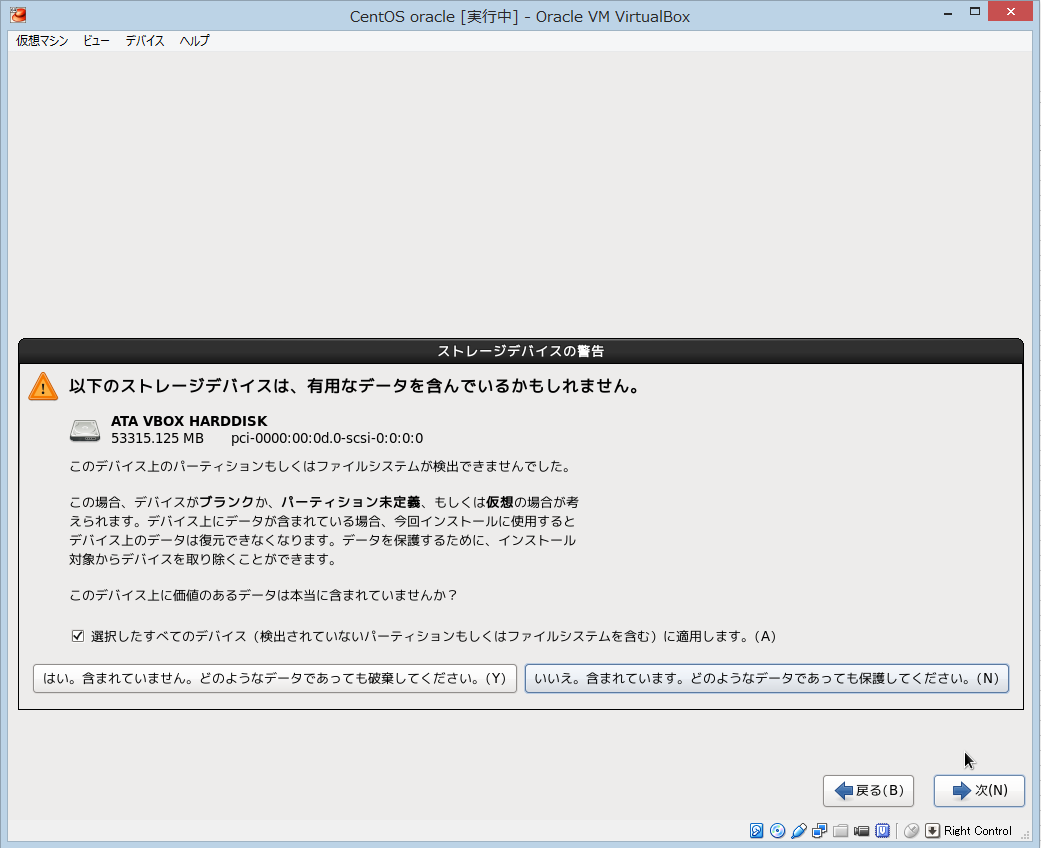 CentOS oracle [実行中] - Oracle VM VirtualBox
仮想マシン ビュー デバイス ヘルプ
ストレージデバイスの警告
以下のストレージデバイスは、有用なデータを含んでいるかもしれません。
ATA VBOX HARDDISK
53315.125 MB pci-0000:00:0d.0-scsi-0:0:0:0
このデバイス上のパーティションもしくはファイルシステムが検出できませんでした。
この場合、デバイスがブランクか、パーティション未定義、もしくは仮想の場合が考
えられます。デバイス上にデータが含まれている場合、今回インストールに使用すると
デバイス上のデータは復元できなくなります。データを保護するために、インストール
対象からデバイスを取り除くことができます。
このデバイス上に価値のあるデータは本当に含まれていませんか？
選択したすべてのデバイス（検出されていないパーティションもしくはファイルシステムを含む）に適用します。(A)
はい。含まれていません。どのようなデータであっても破棄してください。(Y)
いいえ。含まれています。どのようなデータであっても保護してください。(N)
戻る(B)
次(N)
Right Control